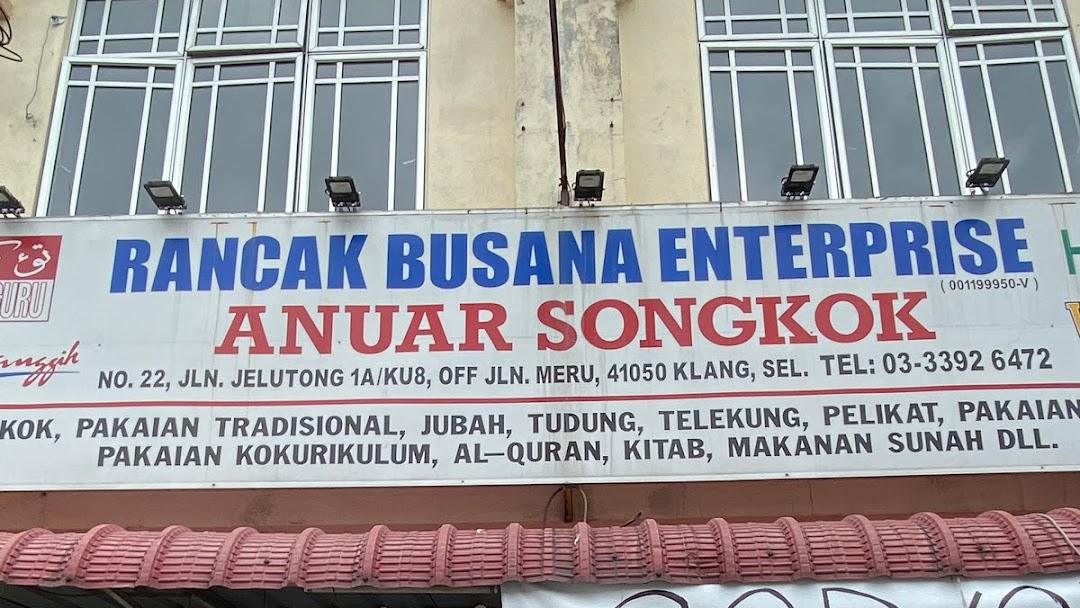 RANCAK BUSANA ENTERPRISE
(001199950-V)
ANUAR SONGKOK
NO. 22, JLN. JELUTONG 1A/KU8, OFF JLN. MERU, 41050 KLANG, SEL. TEL: 03-3392 6472
KOK, PAKAIAN TRADISIONAL, JUBAH, TUDUNG, TELEKUNG, PELIKAT, PAKAIAN
PAKAIAN KOKURIKULUM, AL–QURAN, KITAB, MAKANAN SUNAH DLL.